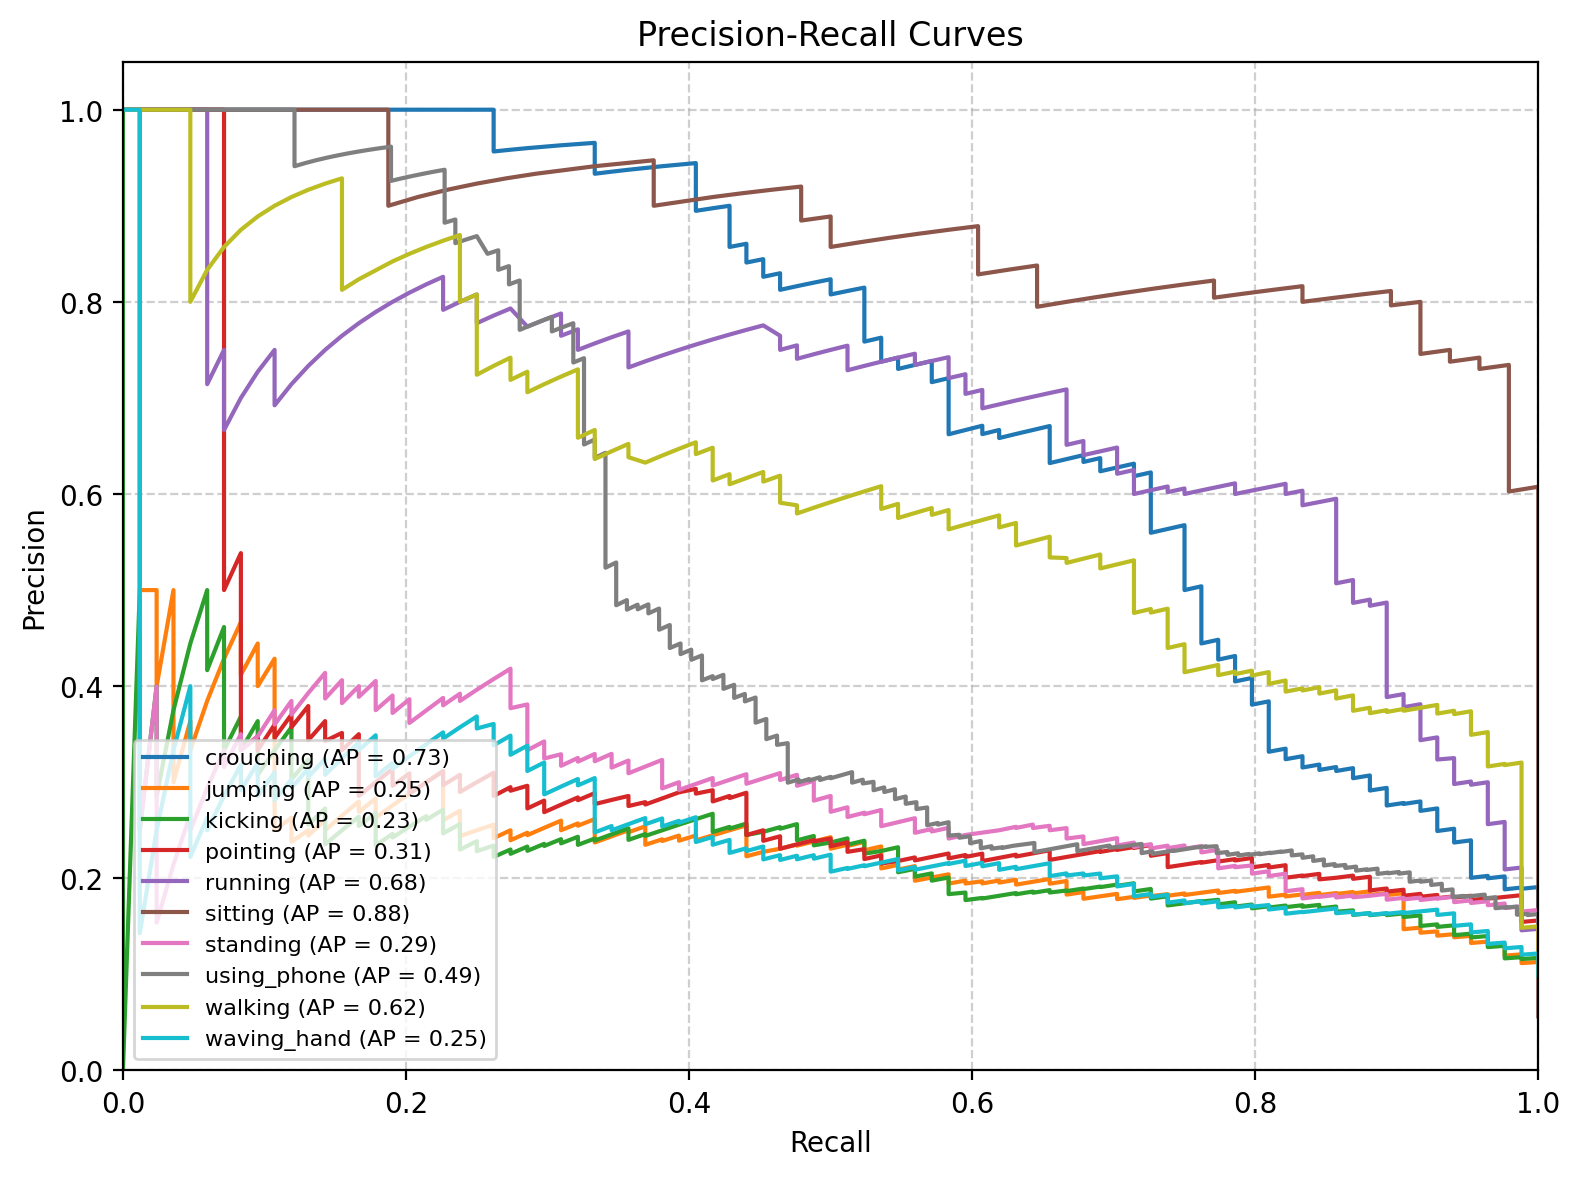 Precision-Recall Curves
1.0
0.8
0.6
0.4
0.2
0.0
Precision
crouching (AP = 0.73)
jumping (AP = 0.25)
kicking (AP = 0.23)
pointing (AP = 0.31)
running (AP = 0.68)
sitting (AP = 0.88)
standing (AP = 0.29)
using_phone (AP = 0.49)
walking (AP = 0.62)
waving_hand (AP = 0.25)
0.0 0.2 0.4 0.6 0.8 1.0
Recall